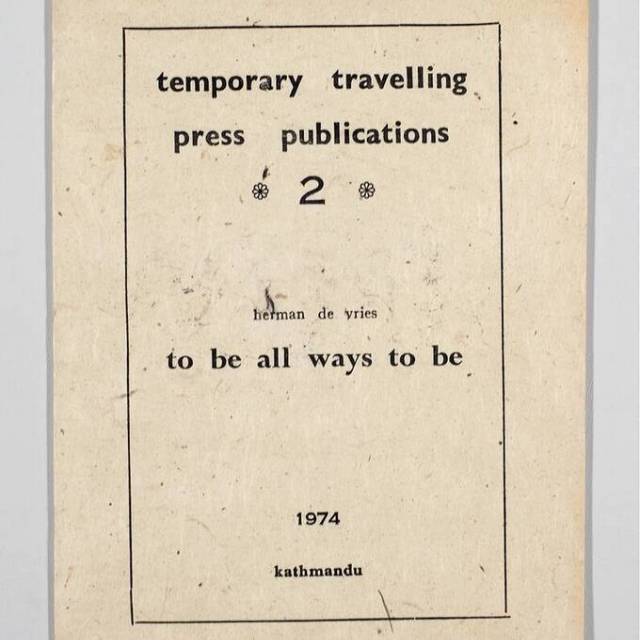 temporary travelling
press publications
2
herman de vries
to be all ways to be
1974
kathmandu